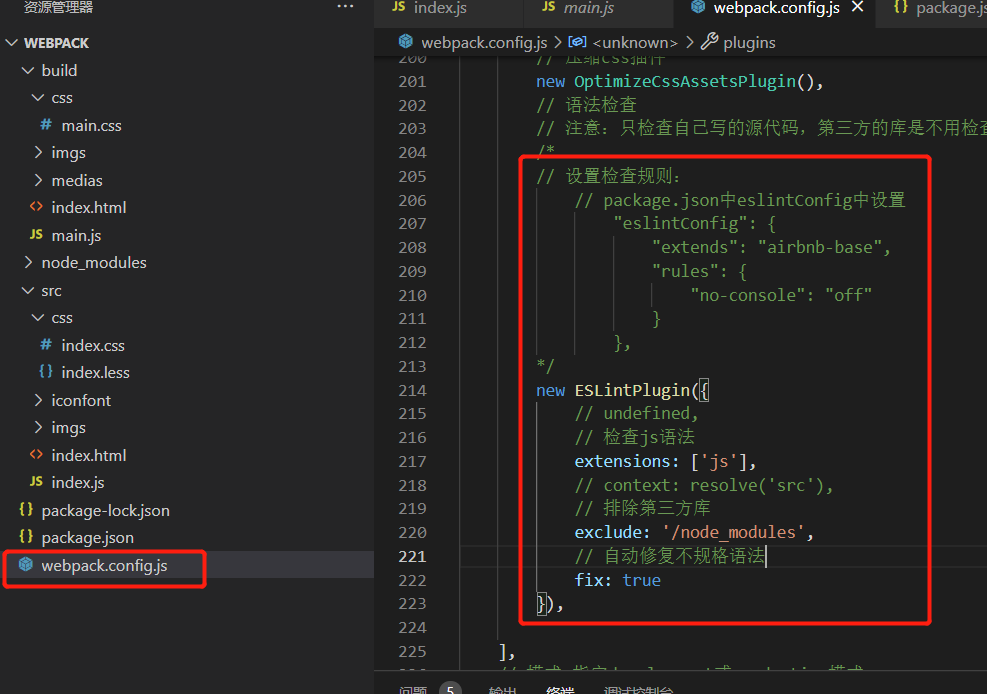 资源管理器
···
WEBPACK
build
css
# main.css
imgs
medias
<> index.html
JS main.js
node_modules
src
css
# index.css
{} index.less
iconfont
imgs
<> index.html
JS index.js
{} package-lock.json
{} package.json
webpack.config.js
JS index.js
JS main.js
webpack.config.js ×
{} package.js
webpack.config.js > <unknown> > plugins
200 // 压缩css插件
201 new OptimizeCssAssetsPlugin(),
202 // 语法检查
203 // 注意：只检查自己写的源代码，第三方的库是不用检查
204 /*
205 // 设置检查规则：
206 // package.json中eslintConfig中设置
207 "eslintConfig": {
208 "extends": "airbnb-base",
209 "rules": {
210 "no-console": "off"
211 }
212 },
213 */
214 new ESLintPlugin({
215 // undefined,
216 // 检查js语法
217 extensions: ['js'],
218 // context: resolve('src'),
219 // 排除第三方库
220 exclude: '/node_modules',
221 // 自动修复不规格语法
222 fix: true
223 }),
224
225 ],
问题 5 输出 终端 调试控制台